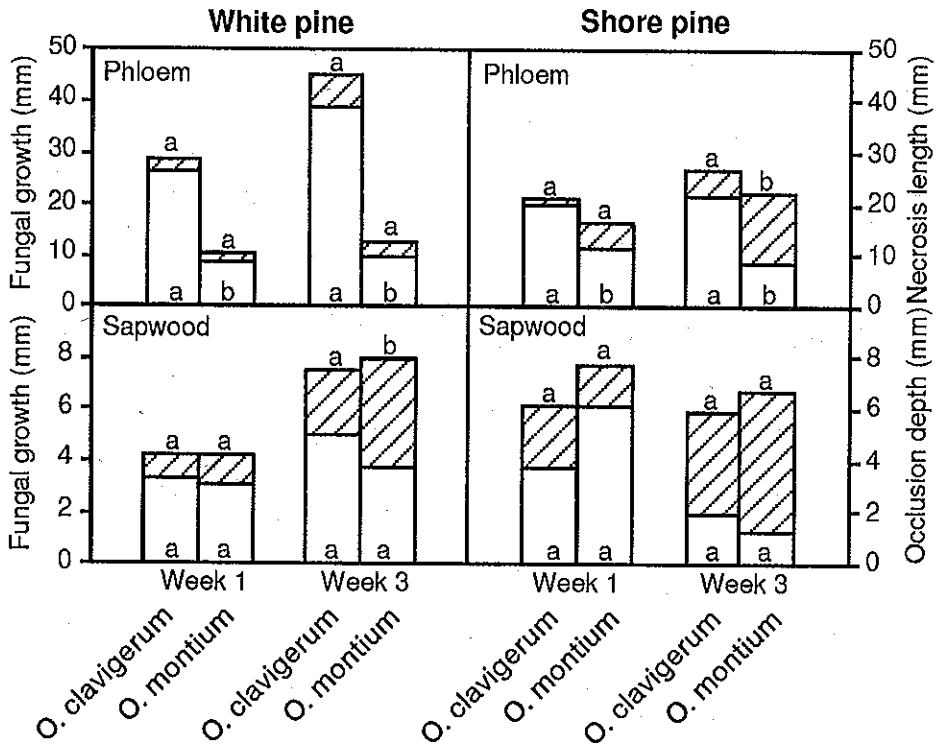 White pine Shore pine
Fungal growth (mm)
50
40
30
20
10
0
Phloem
a
a
a
a
a b a b
Phloem
a
a
a
b
a b a b
50
40
30
20
10
0
Necrosis length (mm)
Fungal growth (mm)
8
6
4
2
0
Sapwood
a a
a b
a a a a
Sapwood
a
a
a
a
a a a a
8
6
4
2
0
Occlusion depth (mm)
Week 1 Week 3 Week 1 Week 3
O. clavigerum
O. montium
O. clavigerum
O. montium
O. clavigerum
O. montium
O. clavigerum
O. montium